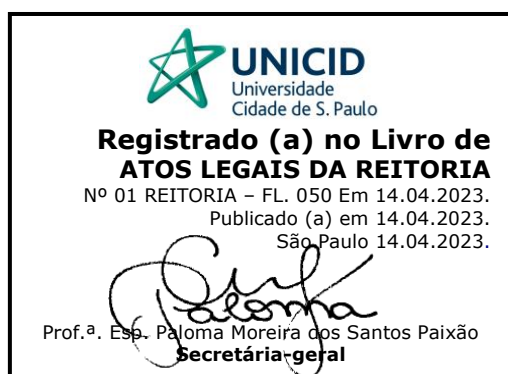 UNICID
Universidade
Cidade de S. Paulo
Registrado (a) no Livro de
ATOS LEGAIS DA REITORIA
Nº 01 REITORIA – FL. 050 Em 14.04.2023.
Publicado (a) em 14.04.2023.
São Paulo 14.04.2023.
Paloma
Prof.ª. Esp. Paloma Moreira dos Santos Paixão
Secretária-geral